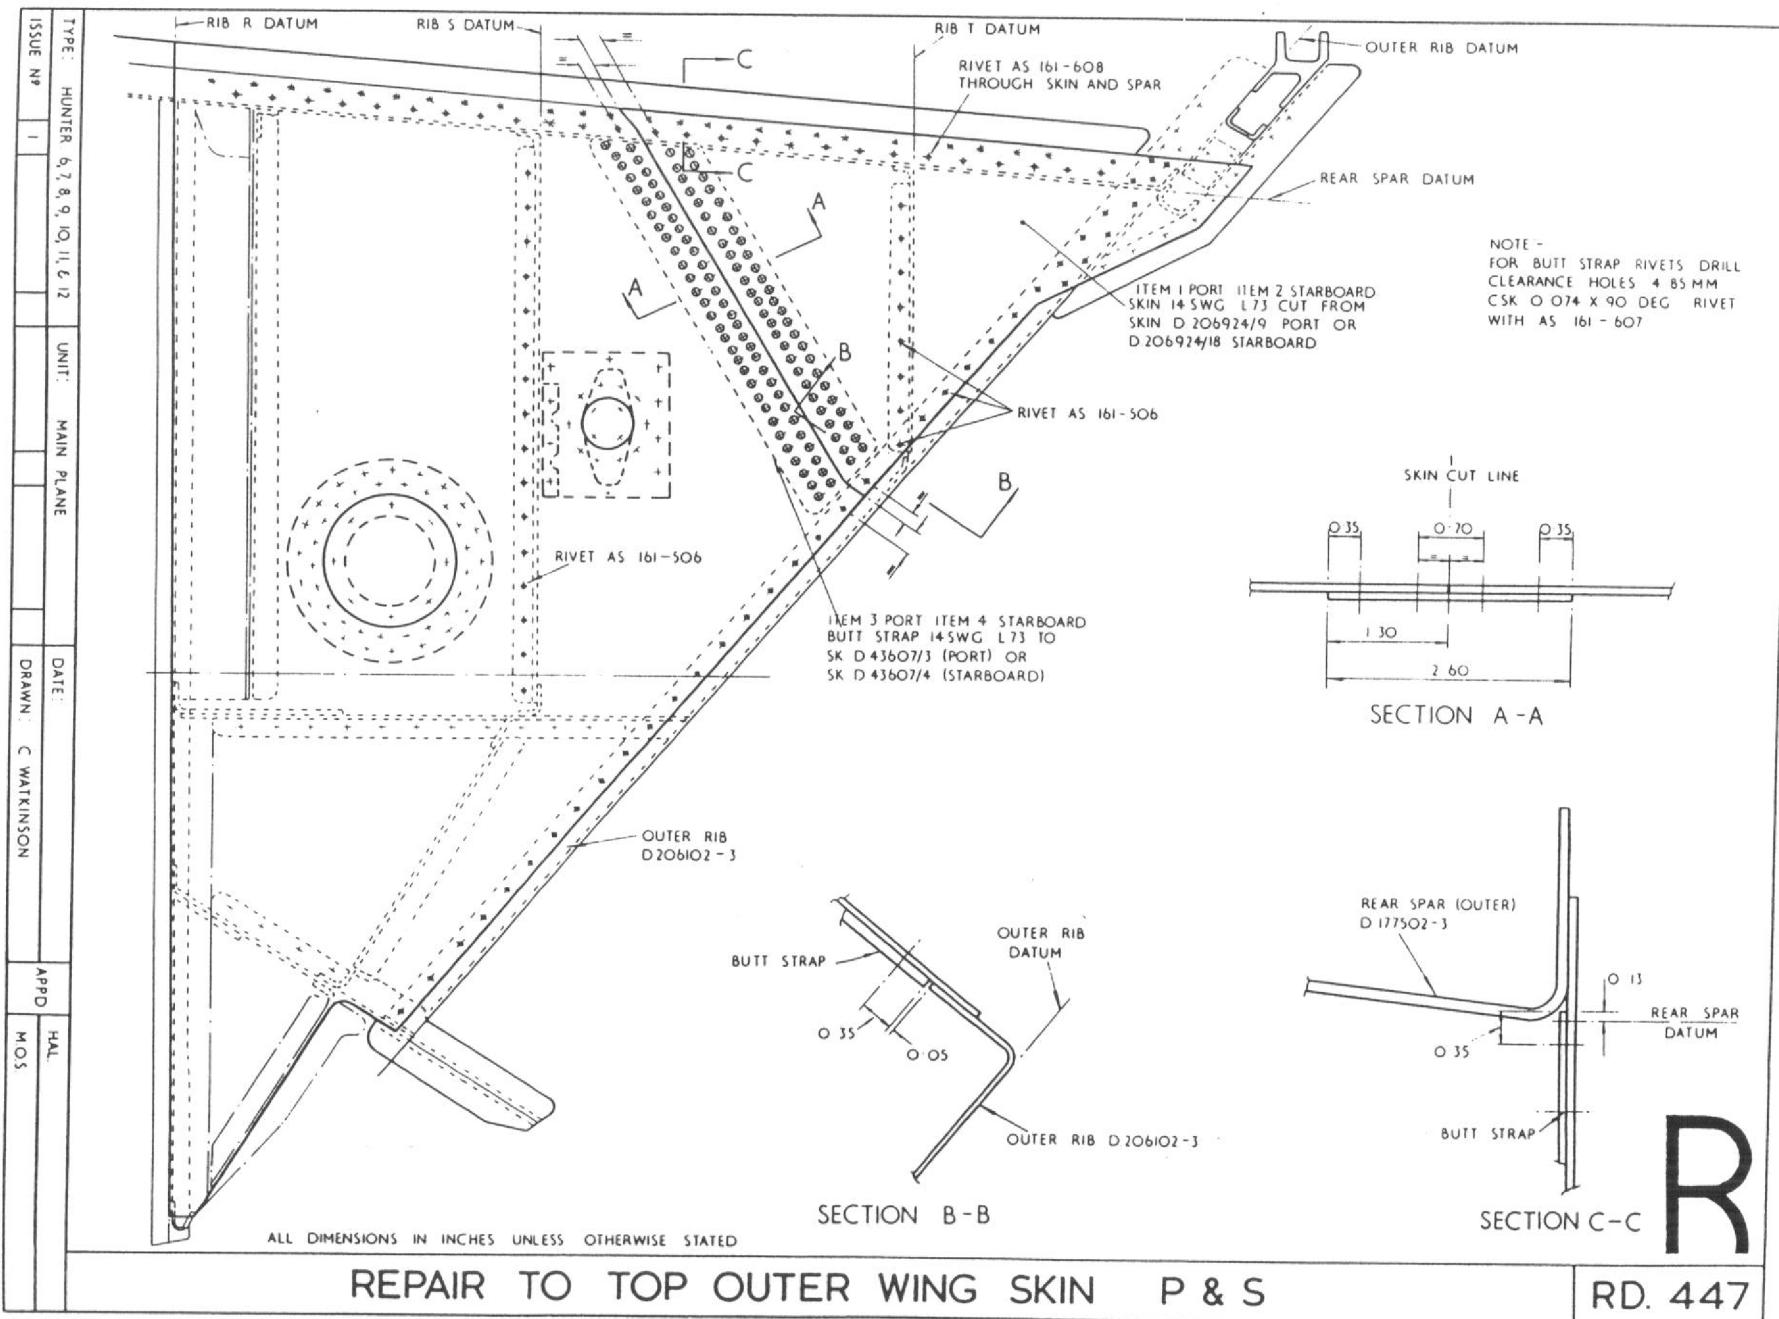 RIB R DATUM
RIB S DATUM
RIB T DATUM
OUTER RIB DATUM
RIVET AS 161-608
THROUGH SKIN AND SPAR
REAR SPAR DATUM
C
C
A
A
B
B
=
=
=
=
NOTE -
FOR BUTT STRAP RIVETS DRILL
CLEARANCE HOLES 4 85 MM
CSK 0 074 X 90 DEG RIVET
WITH AS 161 - 607
ITEM 1 PORT ITEM 2 STARBOARD
SKIN 14 SWG L73 CUT FROM
SKIN D 206924/9 PORT OR
D 206924/18 STARBOARD
RIVET AS 161-506
RIVET AS 161-506
ITEM 3 PORT ITEM 4 STARBOARD
BUTT STRAP 14SWG L73 TO
SK D 43607/3 (PORT) OR
SK D 43607/4 (STARBOARD)
SKIN CUT LINE
0 35
0·70
0 35
= =
1 30
2 60
SECTION A-A
OUTER RIB
D206102-3
BUTT STRAP
OUTER RIB
DATUM
0 35
0·05
OUTER RIB D 206102-3
SECTION B-B
REAR SPAR (OUTER)
D 177502-3
0 13
REAR SPAR
DATUM
0 35
BUTT STRAP
SECTION C-C
R
ALL DIMENSIONS IN INCHES UNLESS OTHERWISE STATED
REPAIR TO TOP OUTER WING SKIN P & S
RD. 447
TYPE: HUNTER 6, 7, 8, 9, 10, 11, & 12
UNIT: MAIN PLANE
DATE:
HAL
ISSUE Nº 1
DRAWN: C WATKINSON
APPD
M.O.S